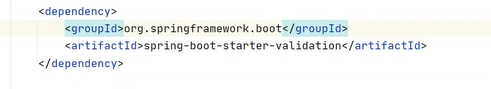 <dependency>
    <groupId>org.springframework.boot</groupId>
    <artifactId>spring-boot-starter-validation</artifactId>
</dependency>